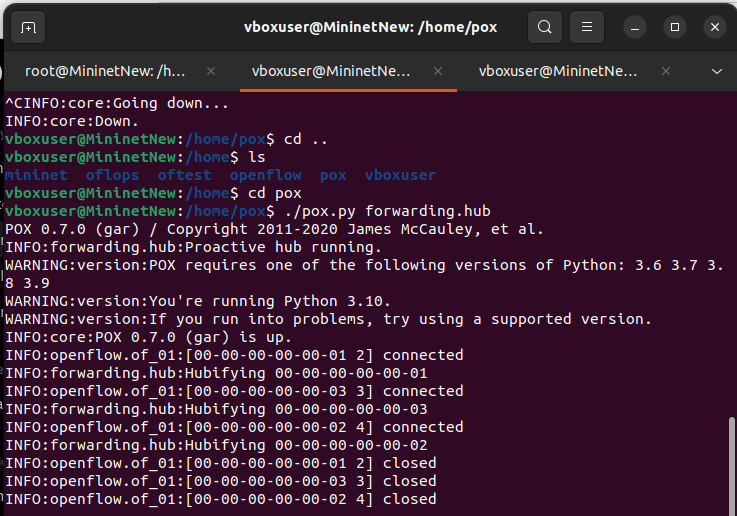 vboxuser@MininetNew: /home/pox
root@MininetNew: /h...
vboxuser@MininetNe...
vboxuser@MininetNe...
^CINFO:core:Going down...
INFO:core:Down.
vboxuser@MininetNew:/home/pox$ cd ..
vboxuser@MininetNew:/home$ ls
mininet oflops oftest openflow pox vboxuser
vboxuser@MininetNew:/home$ cd pox
vboxuser@MininetNew:/home/pox$ ./pox.py forwarding.hub
POX 0.7.0 (gar) / Copyright 2011-2020 James McCauley, et al.
INFO:forwarding.hub:Proactive hub running.
WARNING:version:POX requires one of the following versions of Python: 3.6 3.7 3.
8 3.9
WARNING:version:You're running Python 3.10.
WARNING:version:If you run into problems, try using a supported version.
INFO:core:POX 0.7.0 (gar) is up.
INFO:openflow.of_01:[00-00-00-00-00-01 2] connected
INFO:forwarding.hub:Hubifying 00-00-00-00-00-01
INFO:openflow.of_01:[00-00-00-00-00-03 3] connected
INFO:forwarding.hub:Hubifying 00-00-00-00-00-03
INFO:openflow.of_01:[00-00-00-00-00-02 4] connected
INFO:forwarding.hub:Hubifying 00-00-00-00-00-02
INFO:openflow.of_01:[00-00-00-00-00-01 2] closed
INFO:openflow.of_01:[00-00-00-00-00-03 3] closed
INFO:openflow.of_01:[00-00-00-00-00-02 4] closed